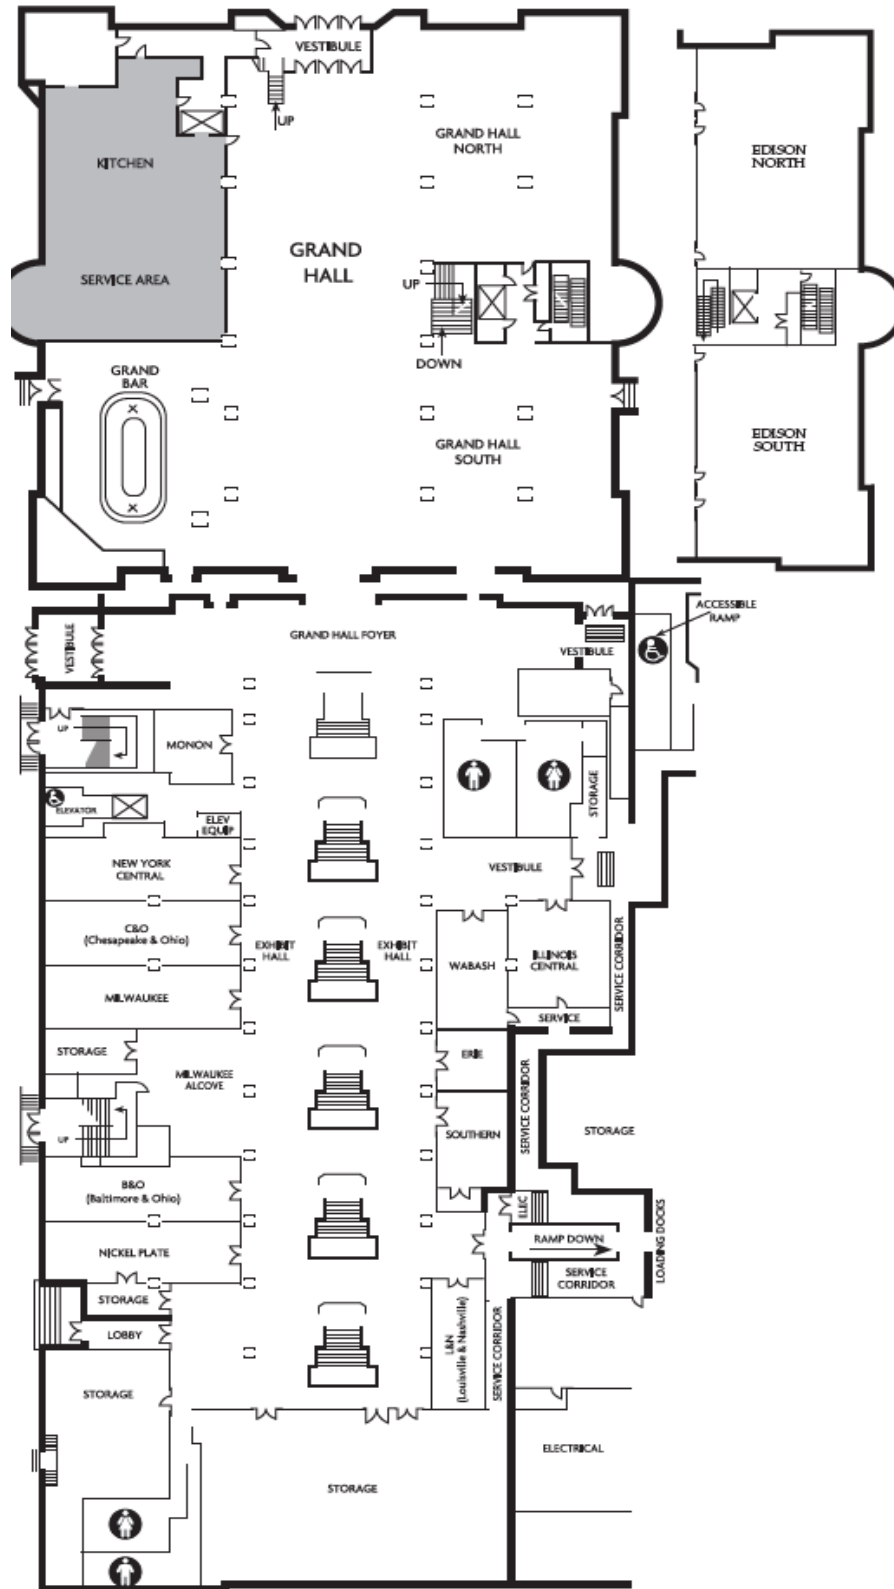 VESTIBULE
UP
GRAND HALL
NORTH
EDISON
NORTH
KITCHEN
GRAND
HALL
SERVICE AREA
UP
DOWN
GRAND
BAR
GRAND HALL
SOUTH
EDISON
SOUTH
ACCESSIBLE
RAMP
GRAND HALL FOYER
VESTIBULE
VESTIBULE
UP
MONON
ELEVATOR
ELEV
EQUIP
STORAGE
NEW YORK
CENTRAL
VESTIBULE
C&O
(Chesapeake & Ohio)
EXHIBIT
HALL
EXHIBIT
HALL
WABASH
ILLINOIS
CENTRAL
SERVICE CORRIDOR
MILWAUKEE
SERVICE
STORAGE
MILWAUKEE
ALCOVE
ERIE
SERVICE CORRIDOR
UP
SOUTHERN
STORAGE
B&O
(Baltimore & Ohio)
ELEC
NICKEL PLATE
RAMP DOWN
LOADING DOCKS
SERVICE
CORRIDOR
STORAGE
LOBBY
L&N
(Louisville & Nashville)
SERVICE CORRIDOR
STORAGE
ELECTRICAL
STORAGE